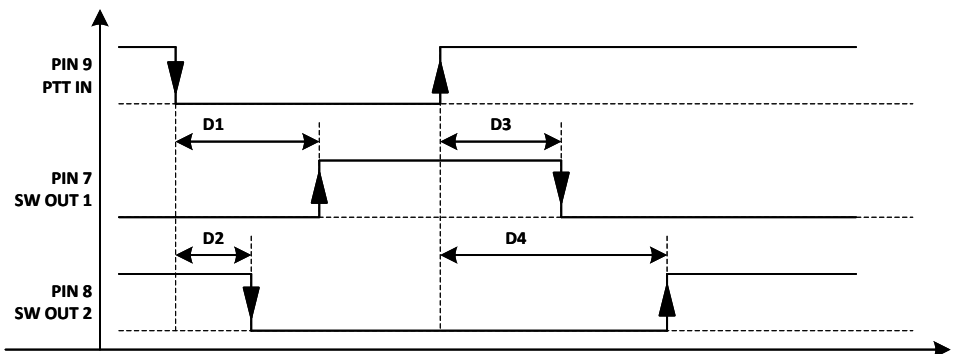 PIN 9
PTT IN
D1
D3
PIN 7
SW OUT 1
D2
D4
PIN 8
SW OUT 2